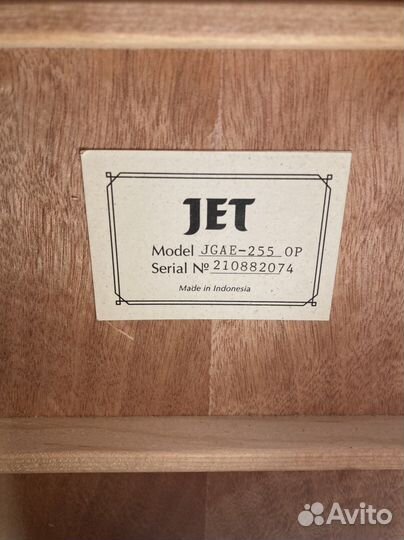 JET
Model JGAE-255 OP
Serial № 210882074
Made in Indonesia
Avito